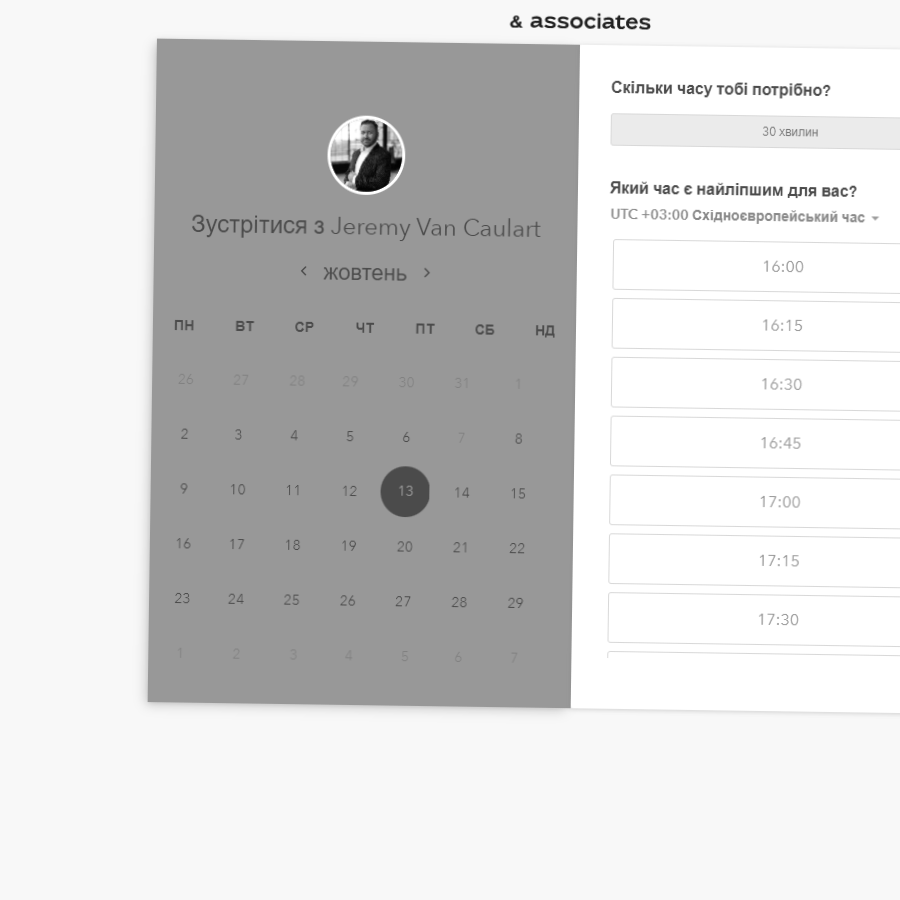 & associates
Зустрітися з Jeremy Van Caulart
жовтень
ПН ВТ СР ЧТ ПТ СБ НД
26 27 28 29 30 31 1
2 3 4 5 6 7 8
9 10 11 12 13 14 15
16 17 18 19 20 21 22
23 24 25 26 27 28 29
1 2 3 4 5 6 7
Скільки часу тобі потрібно?
30 хвилин
Який час є найліпшим для вас?
UTC +03:00 Східноєвропейський час
16:00
16:15
16:30
16:45
17:00
17:15
17:30